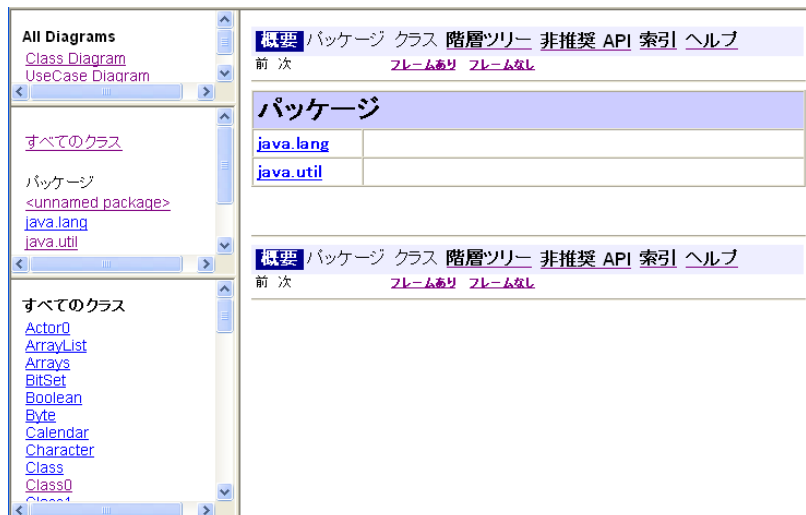 All Diagrams
Class Diagram
UseCase Diagram
すべてのクラス
パッケージ
<unnamed package>
java.lang
java.util
すべてのクラス
Actor0
ArrayList
Arrays
BitSet
Boolean
Byte
Calendar
Character
Class
Class0
Class1
概要 パッケージ クラス 階層ツリー 非推奨 API 索引 ヘルプ
前 次 フレームあり フレームなし
パッケージ
java.lang
java.util
概要 パッケージ クラス 階層ツリー 非推奨 API 索引 ヘルプ
前 次 フレームあり フレームなし